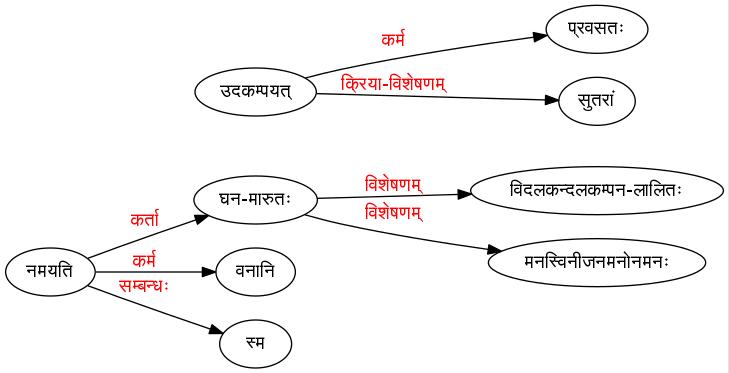 प्रवसतः
कर्म
उदकम्पयत्
क्रिया-विशेषणम्
सुतरां
घन-मारुतः
विशेषणम्
विदलकन्दलकम्पन-लालितः
विशेषणम्
कर्ता
मनस्विनीजनमनोनमनः
नमयति
कर्म
वनानि
सम्बन्धः
स्म